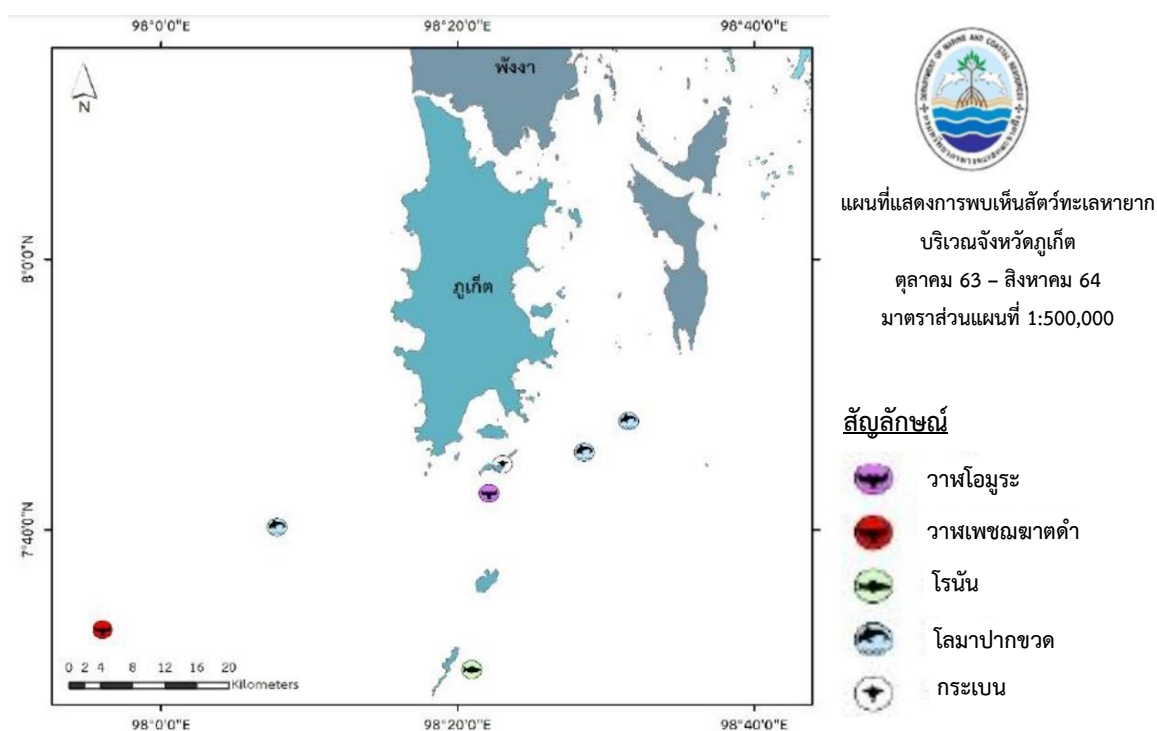 98°0'0"E 98°20'0"E 98°40'0"E
N
พังงา
ภูเก็ต
8°0'0"N
7°40'0"N
0 2 4 8 12 16 20
Kilometers
98°0'0"E 98°20'0"E 98°40'0"E
DEPARTMENT OF MARINE AND COASTAL RESOURCES
แผนที่แสดงการพบเห็นสัตว์ทะเลหายาก
บริเวณจังหวัดภูเก็ต
ตุลาคม 63 – สิงหาคม 64
มาตราส่วนแผนที่ 1:500,000
สัญลักษณ์
วาฬโอมูระ
วาฬเพชฌฆาตดำ
โรนัน
โลมาปากขวด
กระเบน